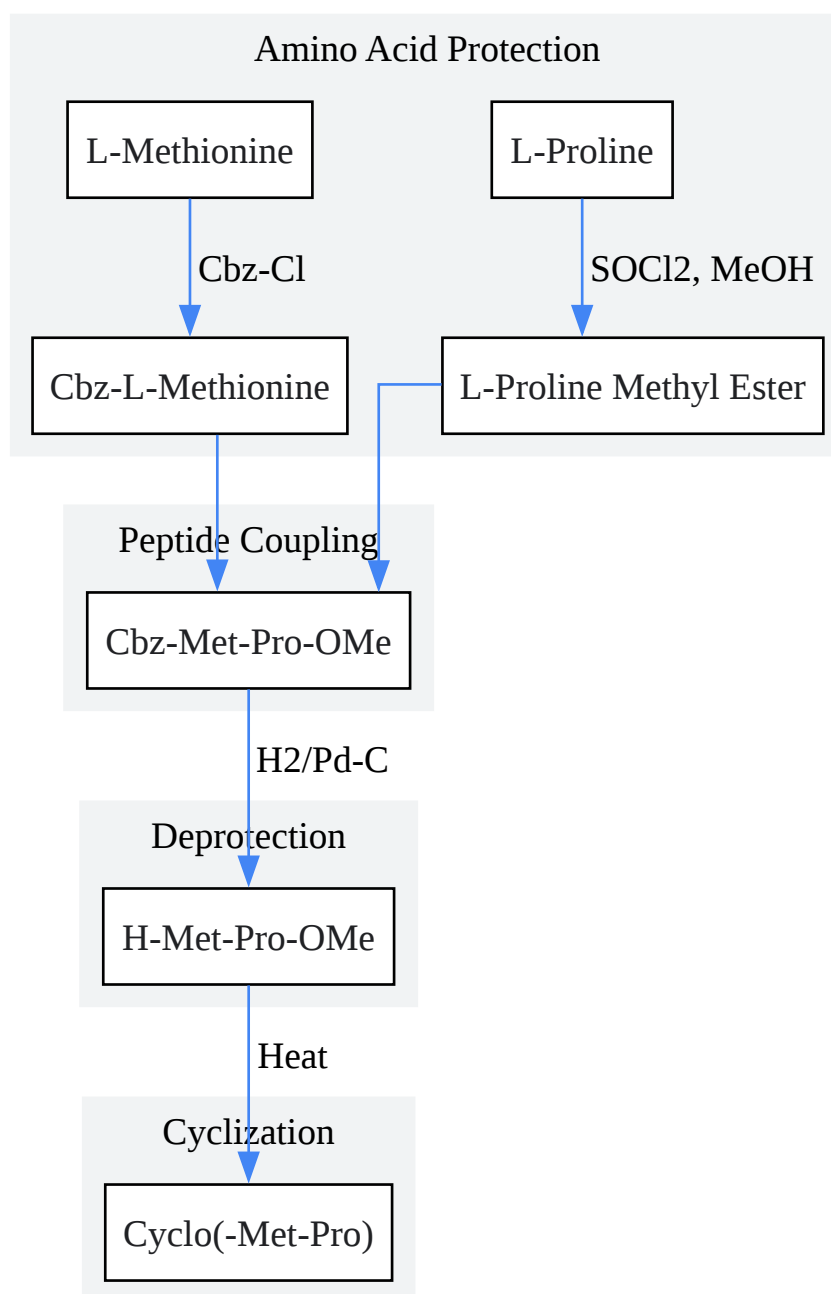 Amino Acid Protection
L-Methionine
L-Proline
Cbz-Cl
SOCl2, MeOH
Cbz-L-Methionine
L-Proline Methyl Ester
Peptide Coupling
Cbz-Met-Pro-OMe
H2/Pd-C
Deprotection
H-Met-Pro-OMe
Heat
Cyclization
Cyclo(-Met-Pro)